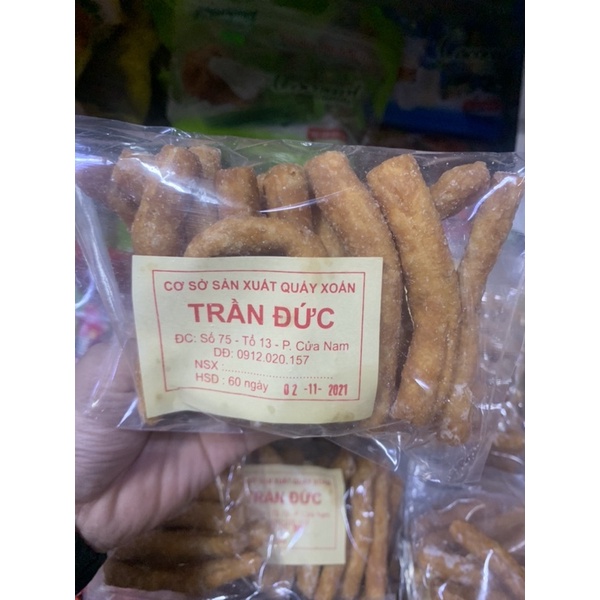 CƠ SỞ SẢN XUẤT QUẨY XOẮN
TRẦN ĐỨC
ĐC: Số 75 - Tổ 13 - P. Cửa Nam
DĐ: 0912.020.157
NSX :
HSD : 60 ngày 02 -11- 2021
TRẦN ĐỨC